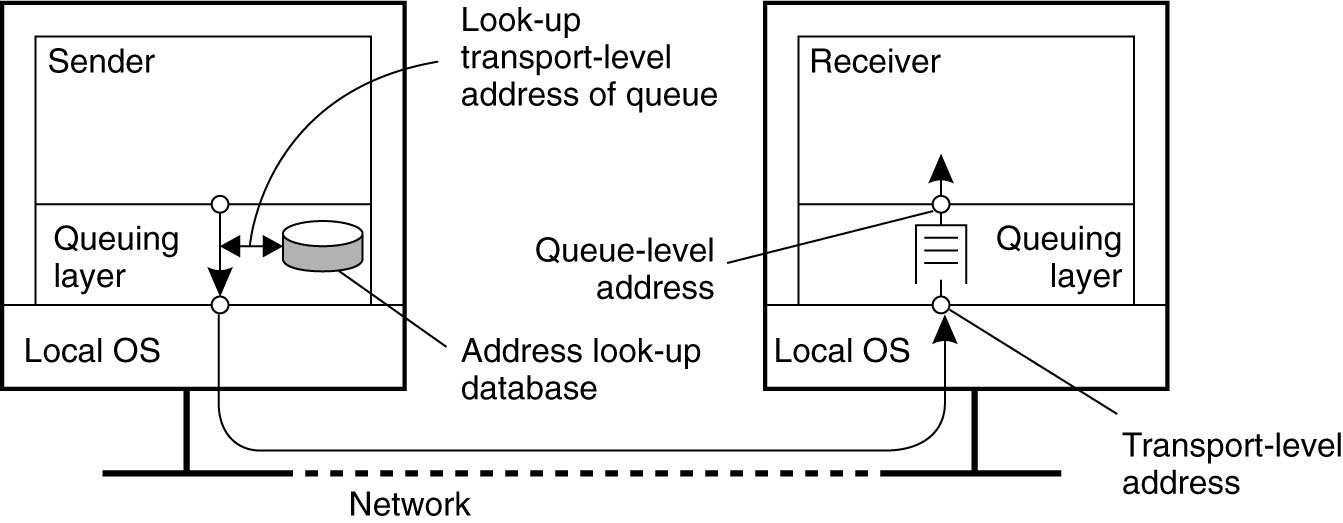 Sender
Look-up
transport-level
address of queue
Receiver
Queuing
layer
Queue-level
address
Queuing
layer
Local OS
Address look-up
database
Local OS
Transport-level
address
Network